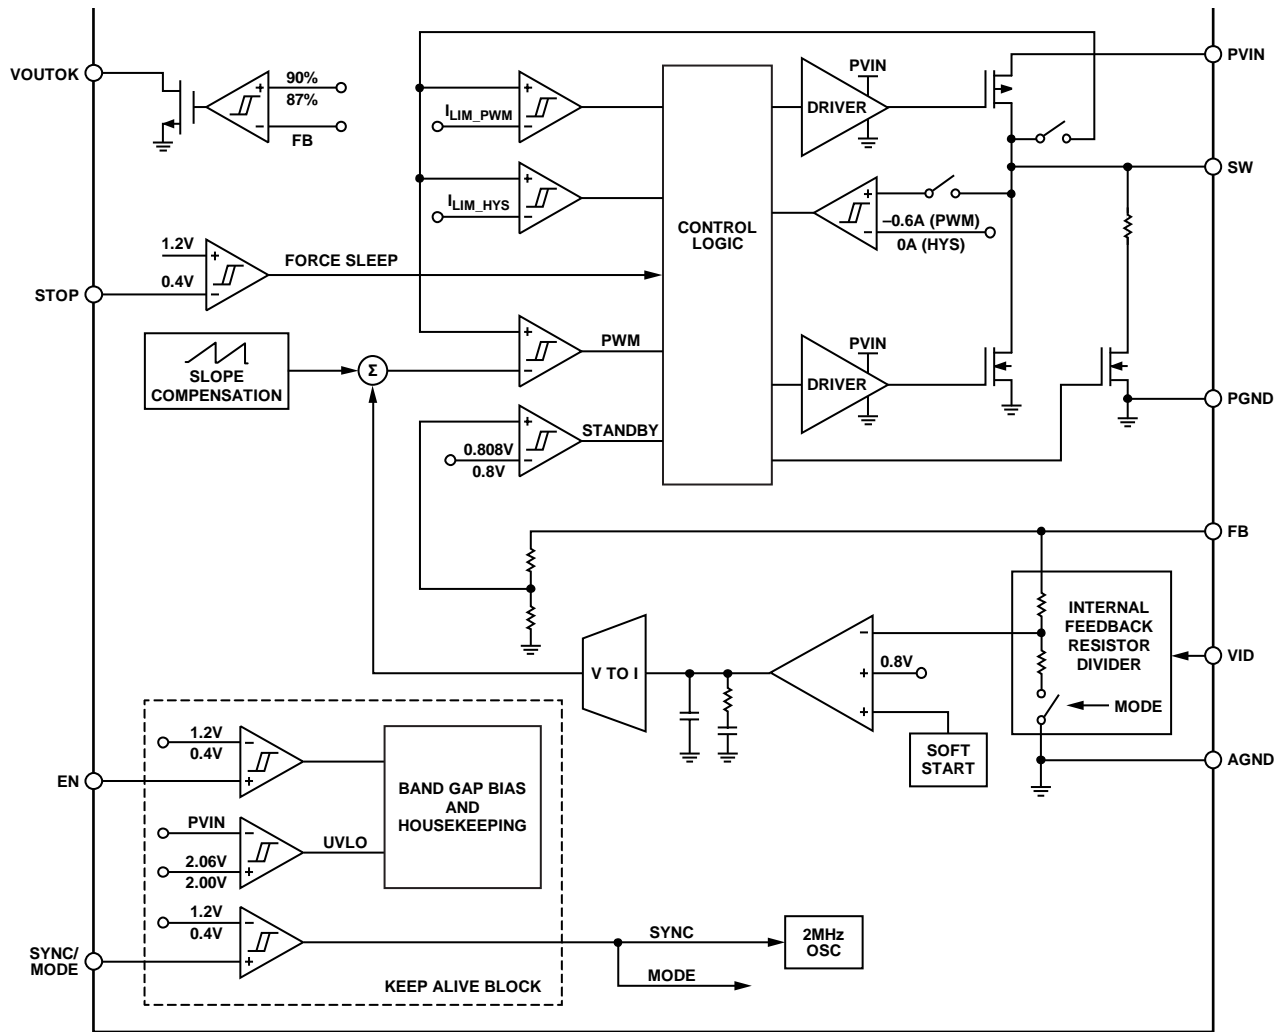 VOUTOK
90%
87%
FB
+
−
ILIM_PWM
+
−
ILIM_HYS
+
−
CONTROL
LOGIC
PVIN
DRIVER
PVIN
SW
+
−
–0.6A (PWM)
0A (HYS)
1.2V
0.4V
+
−
STOP
FORCE SLEEP
SLOPE
COMPENSATION
Σ
+
−
PWM
PVIN
DRIVER
PGND
+
−
0.808V
0.8V
STANDBY
FB
INTERNAL
FEEDBACK
RESISTOR
DIVIDER
MODE
VID
V TO I
−
+
+
0.8V
SOFT
START
AGND
EN
1.2V
0.4V
−
+
BAND GAP BIAS
AND
HOUSEKEEPING
PVIN
2.06V
2.00V
−
+
UVLO
1.2V
0.4V
−
+
SYNC/
MODE
KEEP ALIVE BLOCK
SYNC
MODE
2MHz
OSC